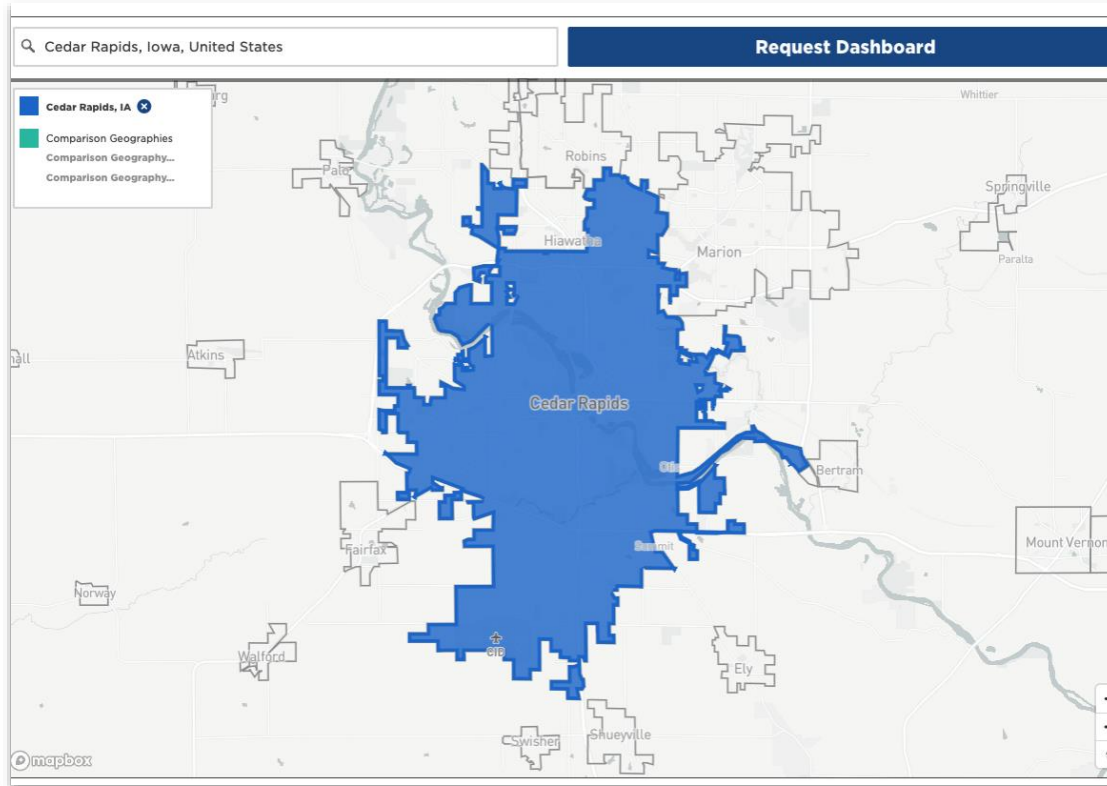 Cedar Rapids, Iowa, United States
Request Dashboard
Cedar Rapids, IA
Comparison Geographies
Comparison Geography...
Comparison Geography...
Whittier
Robins
Palo
Springville
Hiawatha
Marion
Paralta
Atkins
Cedar Rapids
Otis
Bertram
Summit
Mount Vernon
Fairfax
Norway
CID
Walford
Ely
Shueyville
Swisher
mapbox